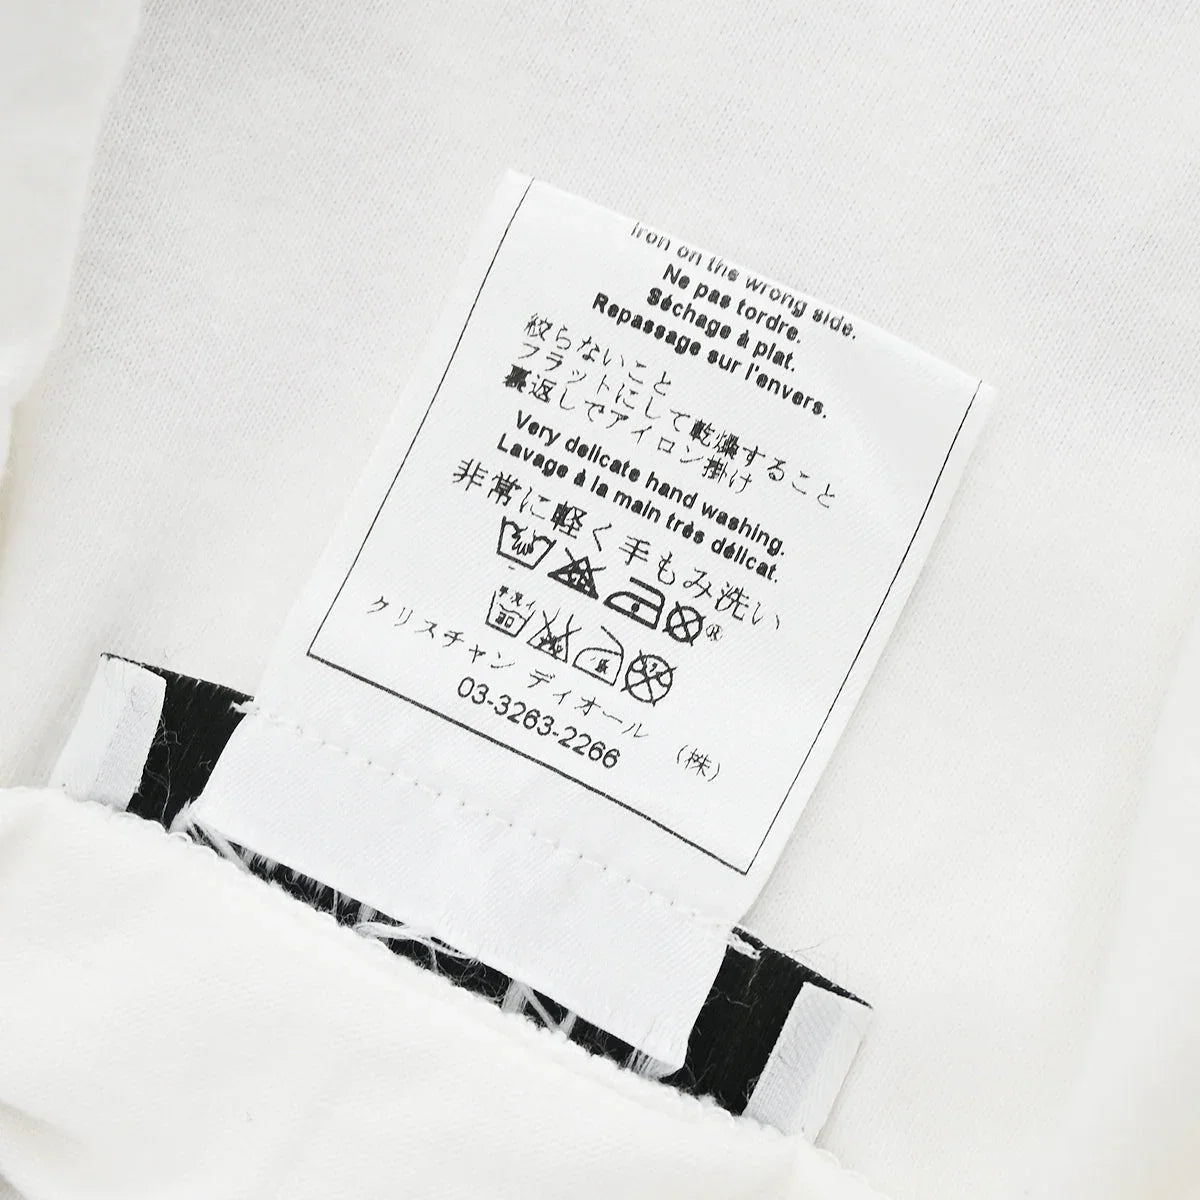 iron on the wrong side.
Ne pas tordre.
Séchage à plat.
Repassage sur l'envers.
絞らないこと
フラットにして乾燥すること
裏返しでアイロン掛け
Very delicate hand washing.
Lavage à la main très délicat.
非常に軽く手もみ洗い
クリスチャン ディオール (株)
03-3263-2266